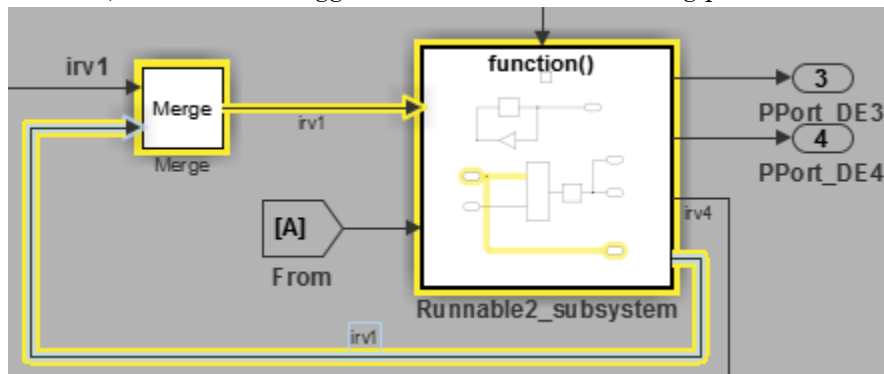 irv1
function()
3
PPort_DE3
4
PPort_DE4
Merge
irv1
Merge
[A]
irv4
From
Runnable2_subsystem
irv1